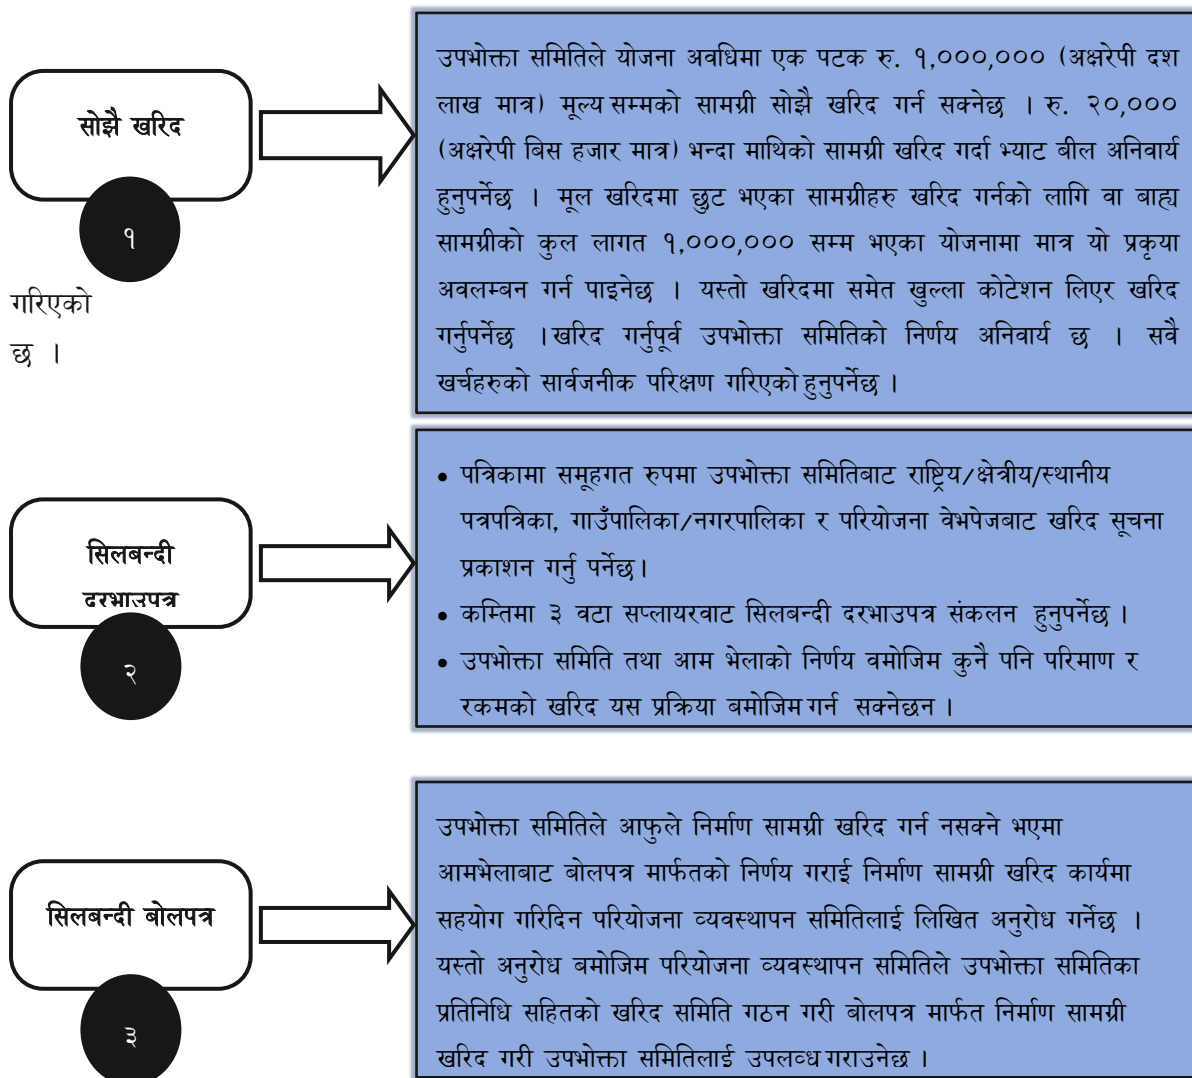 सोझै खरिद
१
गरिएको
छ ।
उपभोक्ता समितिले योजना अवधिमा एक पटक रु. १,०००,००० (अक्षरेपी दश
लाख मात्र) मूल्य सम्मको सामग्री सोझै खरिद गर्न सक्नेछ । रु. २०,०००
(अक्षरेपी बिस हजार मात्र) भन्दा माथिको सामग्री खरिद गर्दा भ्याट बील अनिवार्य
हुनुपर्नेछ । मूल खरिदमा छुट भएका सामग्रीहरु खरिद गर्नको लागि वा बाह्य
सामग्रीको कुल लागत १,०००,००० सम्म भएका योजनामा मात्र यो प्रकृया
अवलम्बन गर्न पाइनेछ । यस्तो खरिदमा समेत खुल्ला कोटेशन लिएर खरिद
गर्नुपर्नेछ ।खरिद गर्नुपूर्व उपभोक्ता समितिको निर्णय अनिवार्य छ । सवै
खर्चहरुको सार्वजनीक परिक्षण गरिएको हुनुपर्नेछ ।
सिलबन्दी
दरभाउपत्र
२
• पत्रिकामा समूहगत रुपमा उपभोक्ता समितिबाट राष्ट्रिय/क्षेत्रीय/स्थानीय
पत्रपत्रिका, गाउँपालिका/नगरपालिका र परियोजना वेभपेजबाट खरिद सूचना
प्रकाशन गर्नु पर्नेछ।
• कम्तिमा ३ वटा सप्लायरवाट सिलबन्दी दरभाउपत्र संकलन हुनुपर्नेछ ।
• उपभोक्ता समिति तथा आम भेलाको निर्णय वमोजिम कुनै पनि परिमाण र
रकमको खरिद यस प्रक्रिया बमोजिम गर्न सक्नेछन ।
सिलबन्दी बोलपत्र
३
उपभोक्ता समितिले आफुले निर्माण सामग्री खरिद गर्न नसक्ने भएमा
आमभेलाबाट बोलपत्र मार्फतको निर्णय गराई निर्माण सामग्री खरिद कार्यमा
सहयोग गरिदिन परियोजना व्यवस्थापन समितिलाई लिखित अनुरोध गर्नेछ ।
यस्तो अनुरोध बमोजिम परियोजना व्यवस्थापन समितिले उपभोक्ता समितिका
प्रतिनिधि सहितको खरिद समिति गठन गरी बोलपत्र मार्फत निर्माण सामग्री
खरिद गरी उपभोक्ता समितिलाई उपलव्ध गराउनेछ ।